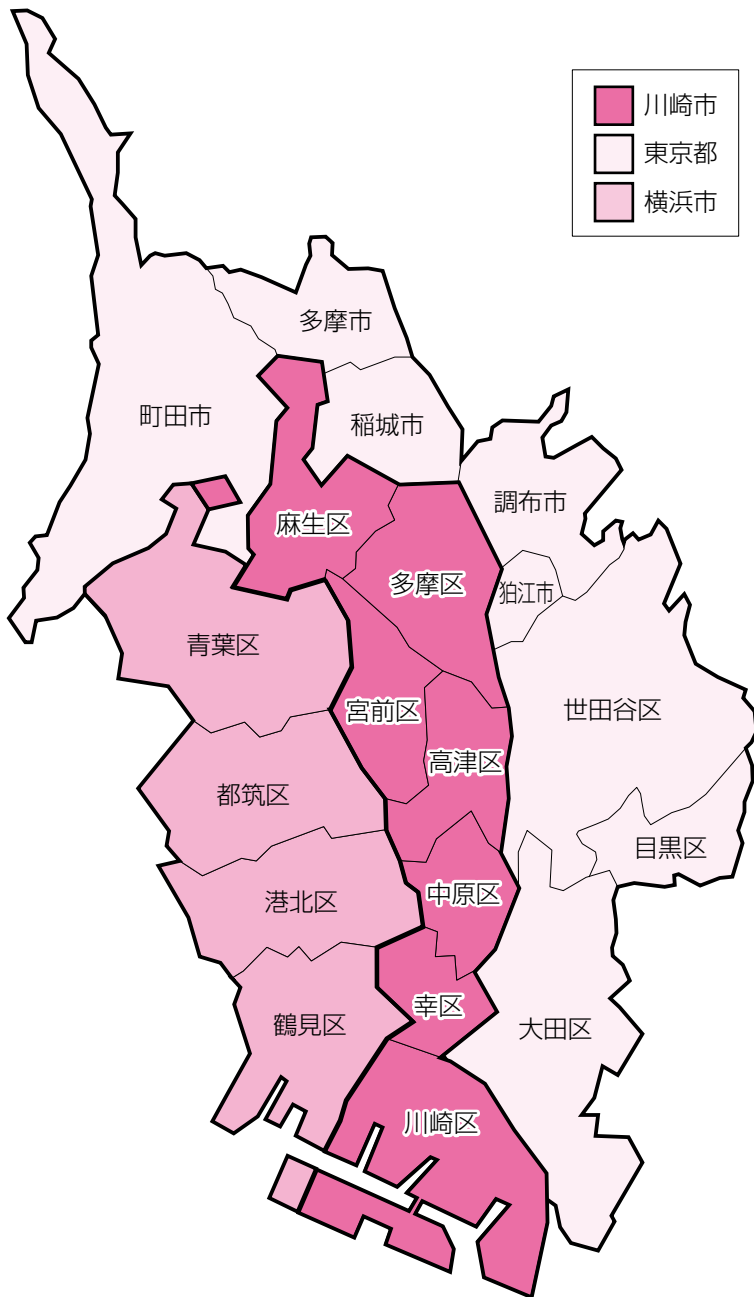 川崎市
東京都
横浜市
多摩市
町田市
稲城市
調布市
麻生区
多摩区
狛江市
青葉区
宮前区
世田谷区
高津区
都筑区
目黒区
中原区
港北区
幸区
鶴見区
大田区
川崎区